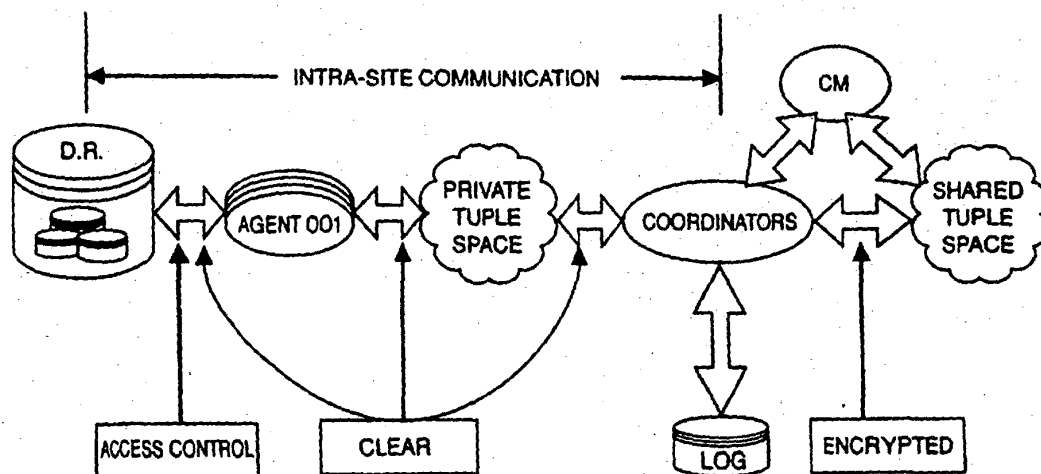 INTRA-SITE COMMUNICATION
CM
D.R.
AGENT 001
PRIVATE
TUPLE
SPACE
COORDINATORS
SHARED
TUPLE
SPACE
ACCESS CONTROL
CLEAR
LOG
ENCRYPTED